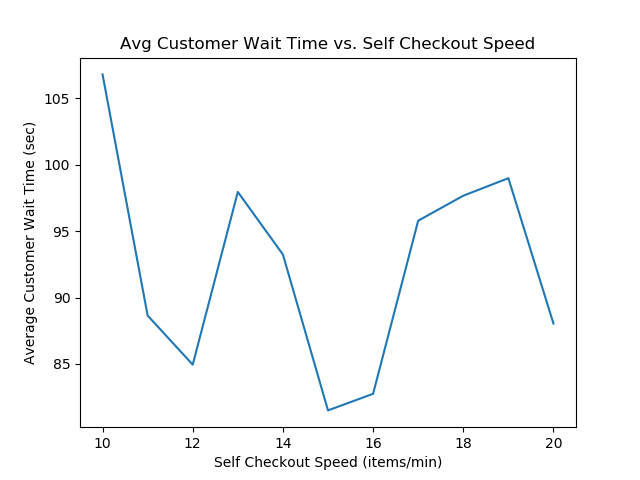 Avg Customer Wait Time vs. Self Checkout Speed
Average Customer Wait Time (sec)
105
100
95
90
85
10 12 14 16 18 20
Self Checkout Speed (items/min)